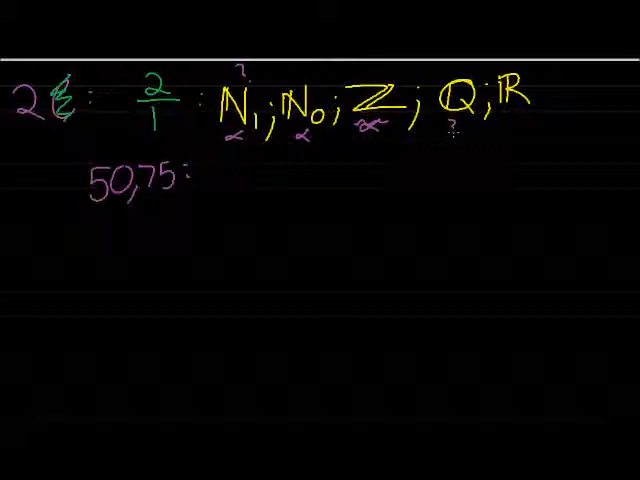 2 : 2/1 : ℕ₁; ℕ₀; ℤ; ℚ; ℝ
?
α α α ?
50,75: